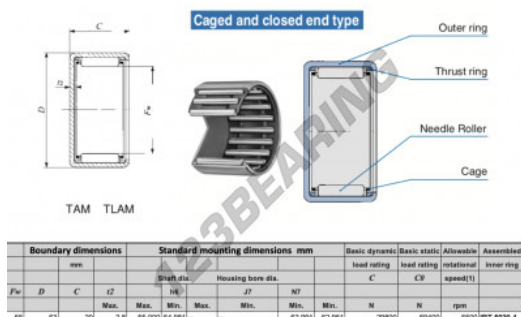 Caged and closed end type
C
t2
D
Fw
TAM TLAM
Outer ring
Thrust ring
Needle Roller
Cage
123BEARING
Boundary dimensions Standard mounting dimensions mm Basic dynamic Basic static Allowable Assembled
mm load rating load rating rotational inner ring
Shaft dia. Housing bore dia. C C0 speed(1)
Fw D C t2 h6 J7 N7
Max. Max. Min. Max. Min. Max. Min. N N rpm